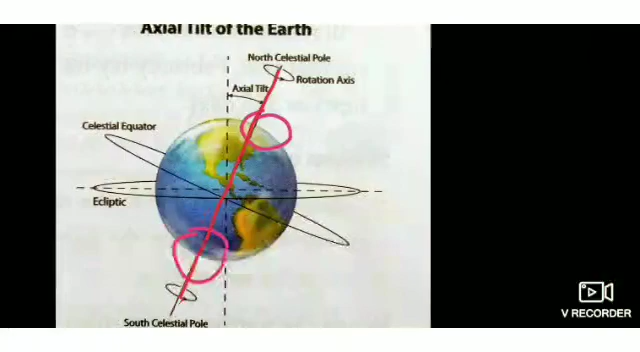 Axial Tilt of the Earth
North Celestial Pole
Rotation Axis
Axial Tilt
Celestial Equator
Ecliptic
South Celestial Pole
V RECORDER